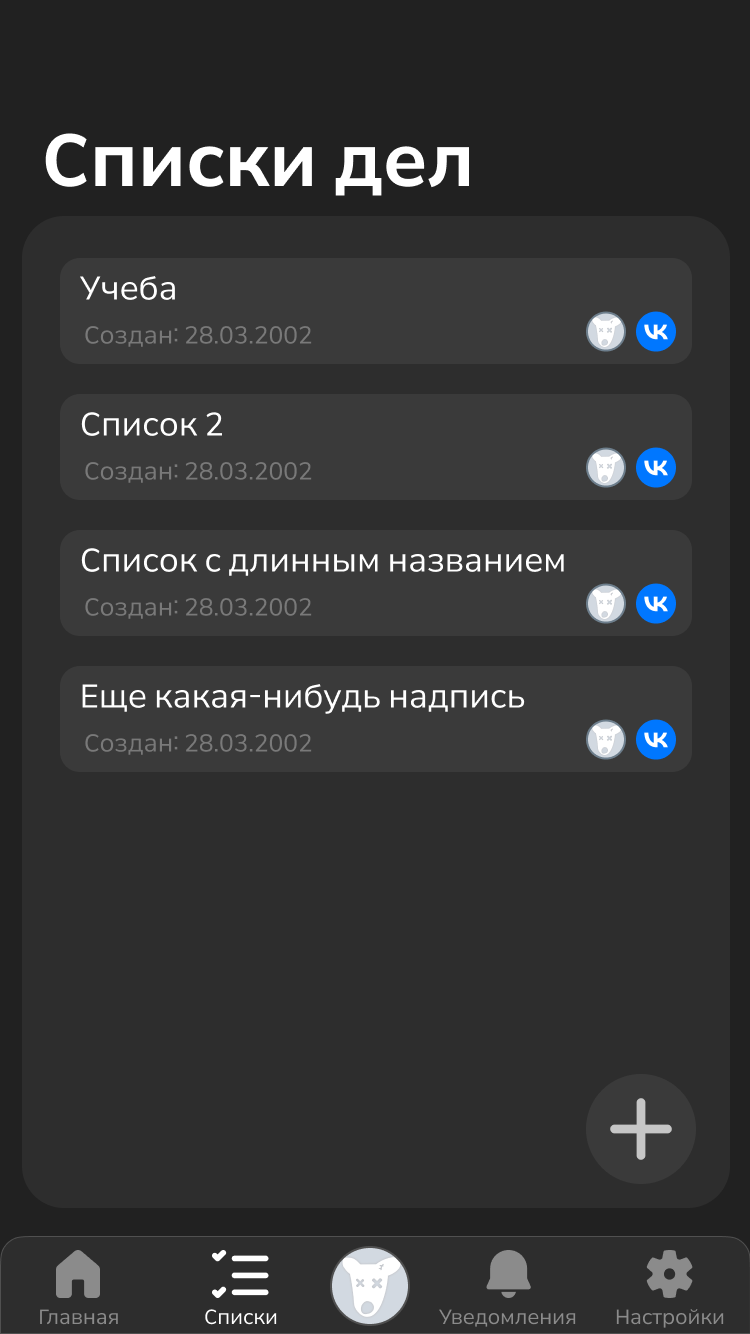 Списки дел
Учеба
Создан: 28.03.2002
Список 2
Создан: 28.03.2002
Список с длинным названием
Создан: 28.03.2002
Еще какая-нибудь надпись
Создан: 28.03.2002
Главная
Списки
Уведомления
Настройки